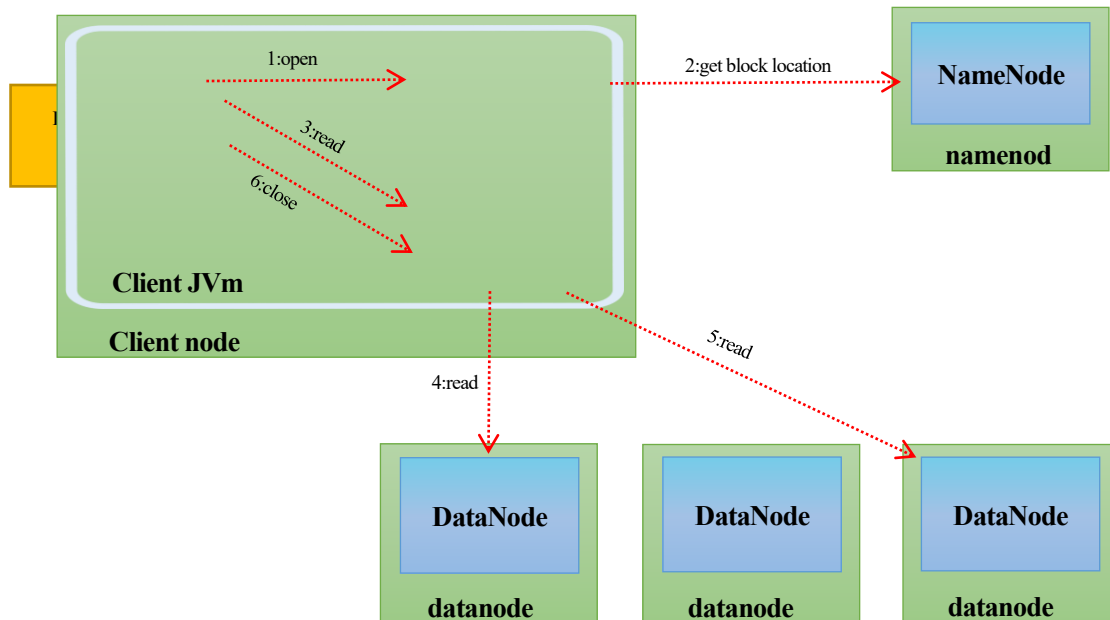 1:open
2:get block location
NameNode
namenod
3:read
6:close
Client JVm
Client node
5:read
4:read
DataNode
DataNode
DataNode
datanode
datanode
datanode